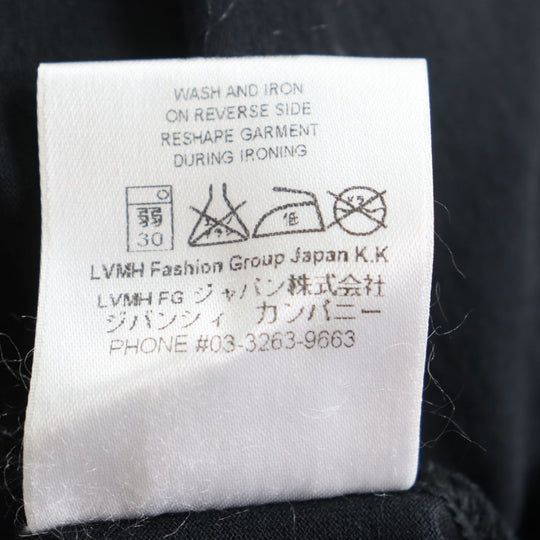 WASH AND IRON
ON REVERSE SIDE
RESHAPE GARMENT
DURING IRONING
弱 30 低
LVMH Fashion Group Japan K.K
LVMH FG ジャパン株式会社
ジバンシィ カンパニー
PHONE #03-3263-9663